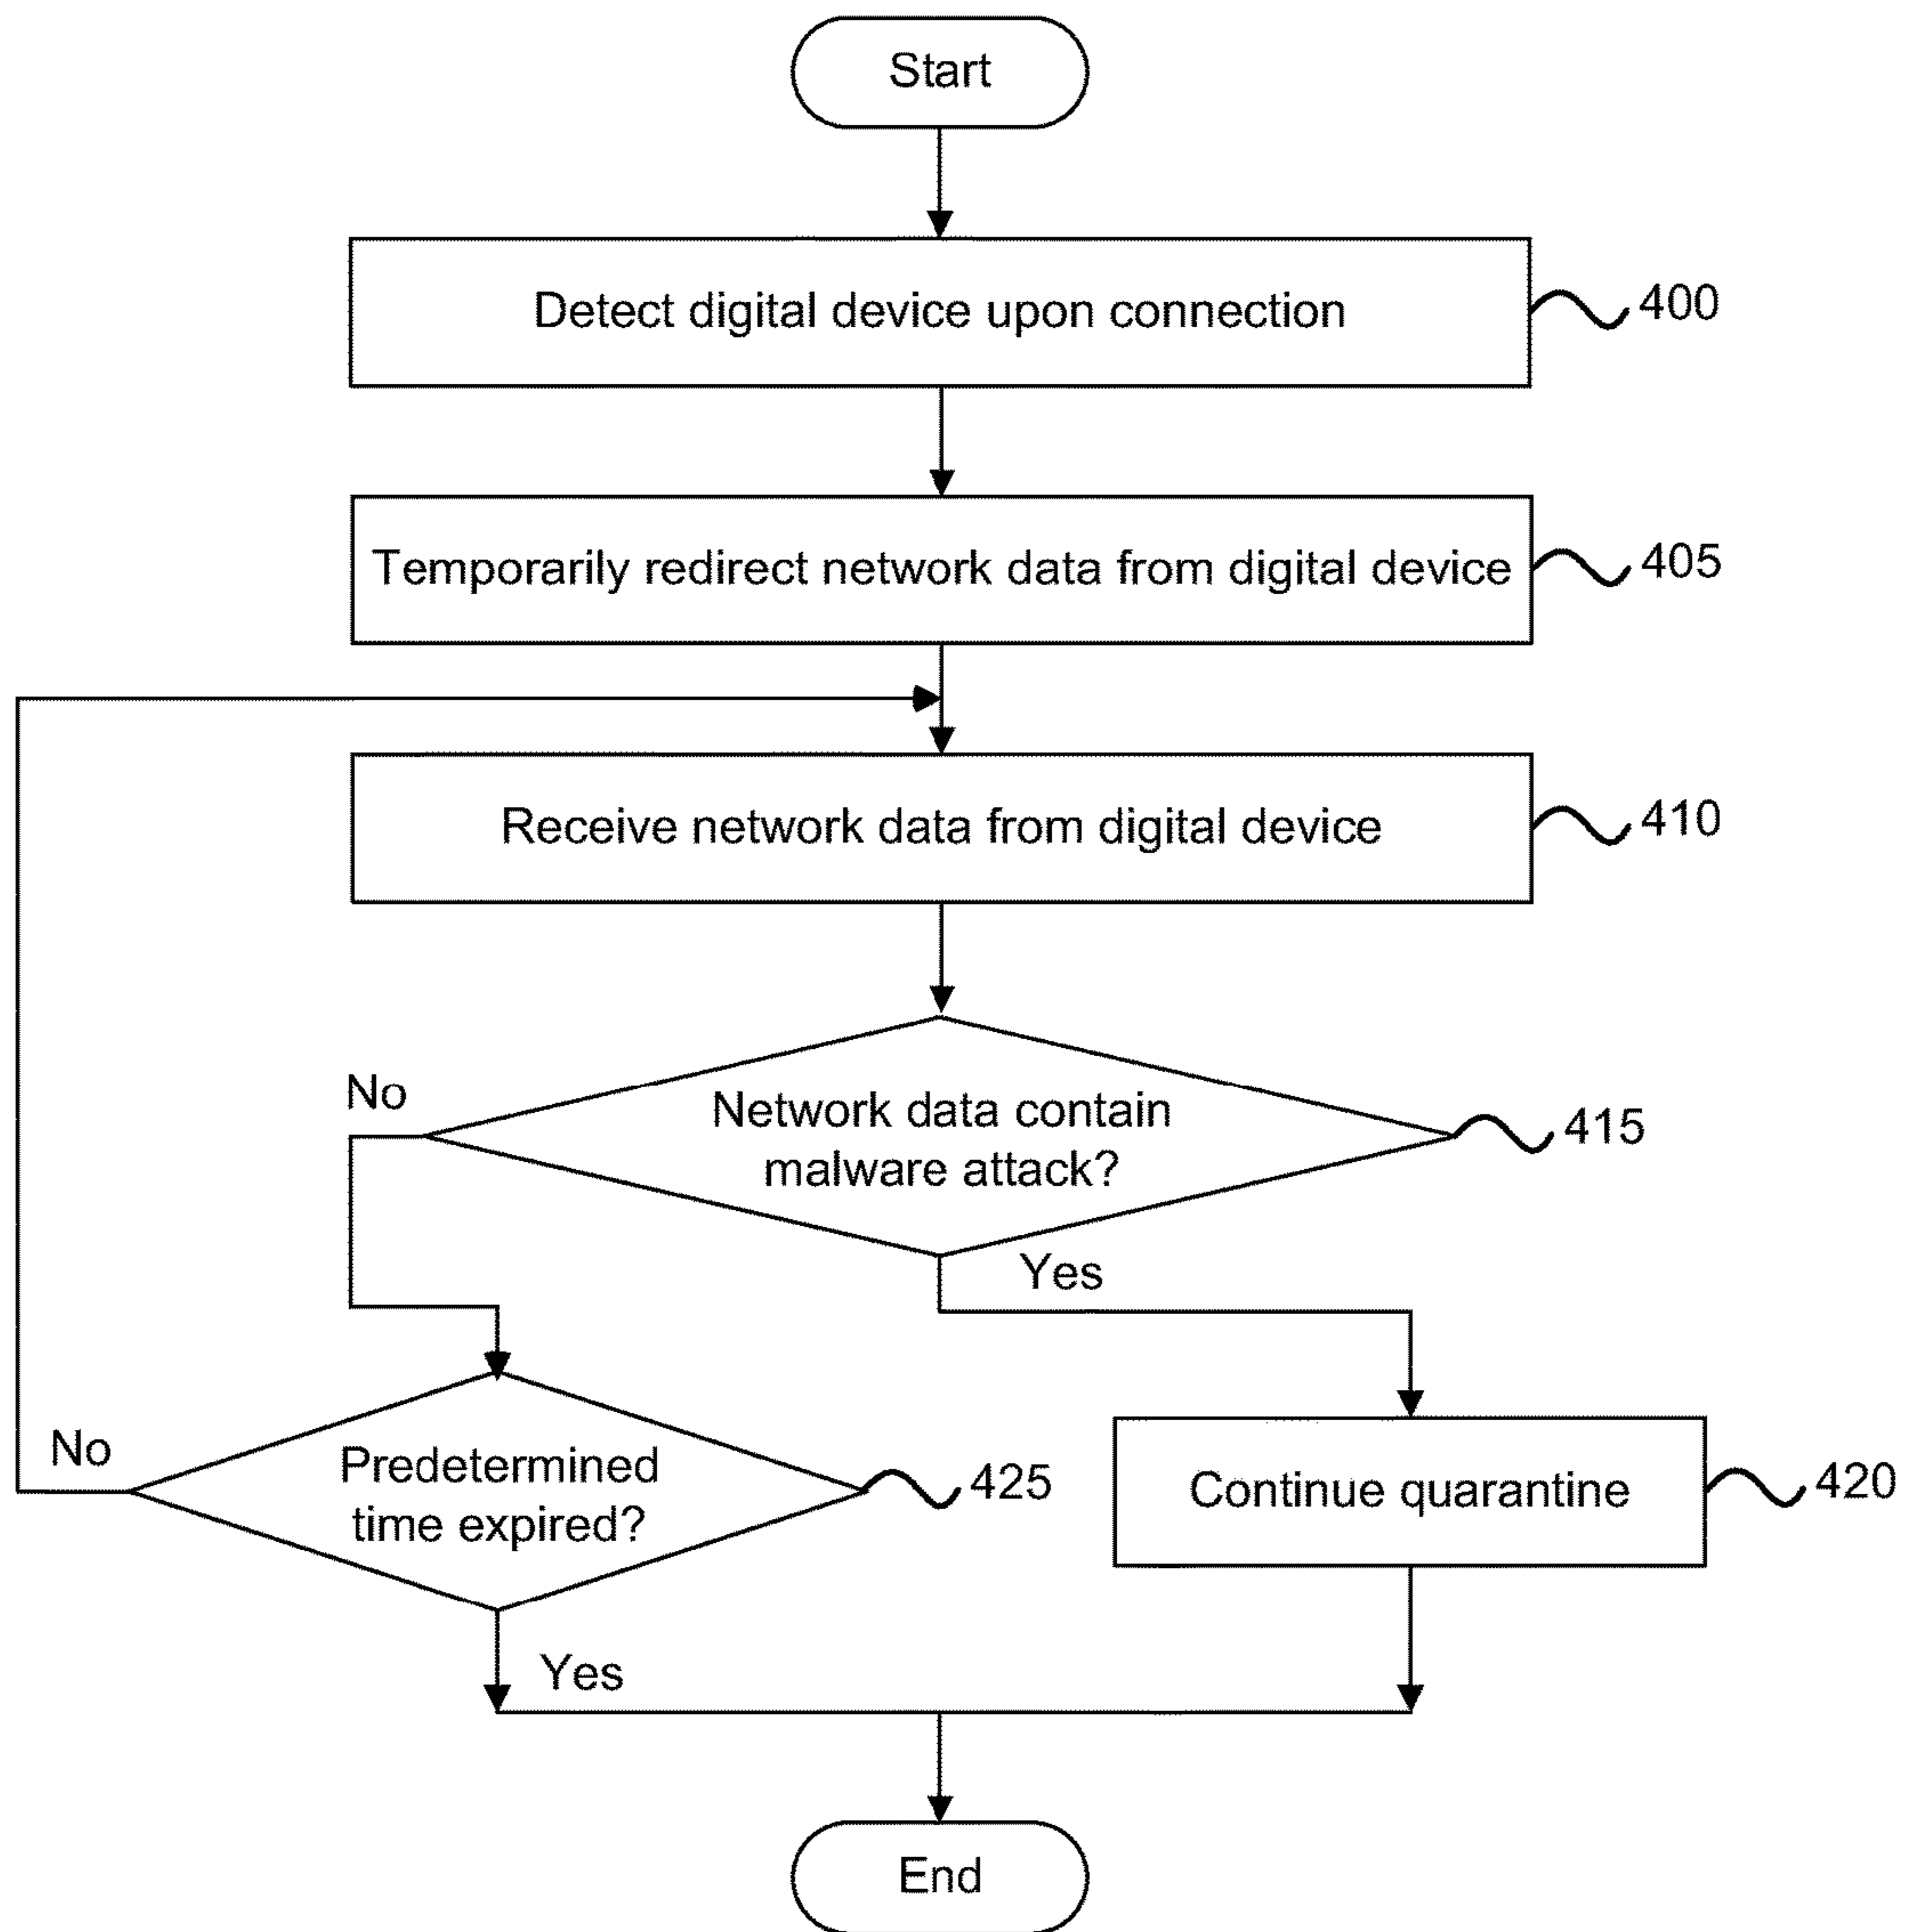 Start
Detect digital device upon connection
400
Temporarily redirect network data from digital device
405
Receive network data from digital device
410
No
Network data contain
malware attack?
415
Yes
No
Predetermined
time expired?
425
Continue quarantine
420
Yes
End